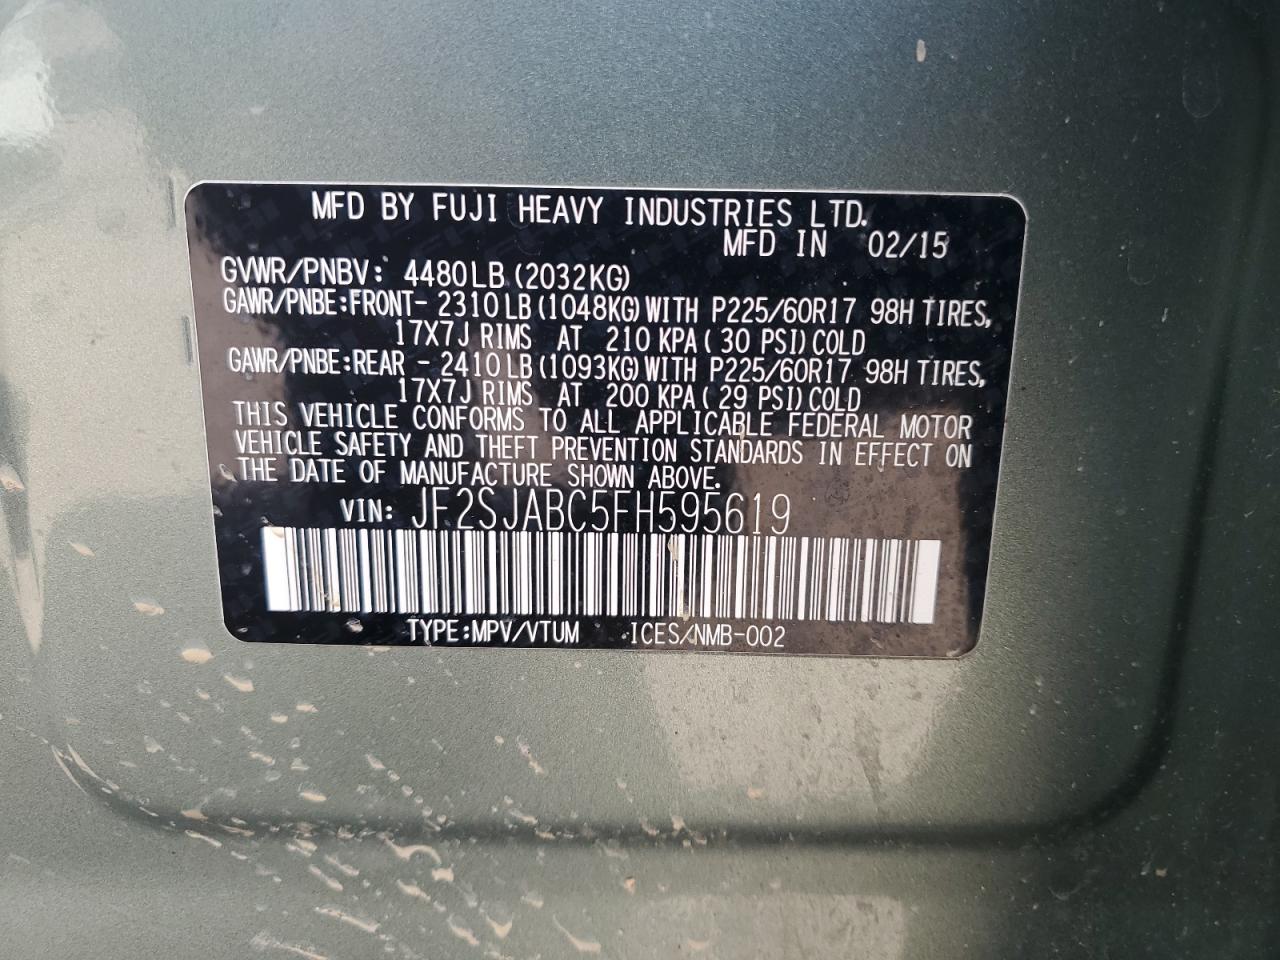 MFD BY FUJI HEAVY INDUSTRIES LTD.
MFD IN 02/15
GVWR/PNBV: 4480LB(2032KG)
GAWR/PNBE:FRONT- 2310LB(1048KG)WITH P225/60R17 98H TIRES,
17X7J RIMS AT 210 KPA( 30 PSI)COLD
GAWR/PNBE:REAR - 2410LB(1093KG)WITH P225/60R17 98H TIRES,
17X7J RIMS AT 200 KPA( 29 PSI)COLD
THIS VEHICLE CONFORMS TO ALL APPLICABLE FEDERAL MOTOR
VEHICLE SAFETY AND THEFT PREVENTION STANDARDS IN EFFECT ON
THE DATE OF MANUFACTURE SHOWN ABOVE.
VIN: JF2SJABC5FH595619
TYPE:MPV/VTUM ICES/NMB-002